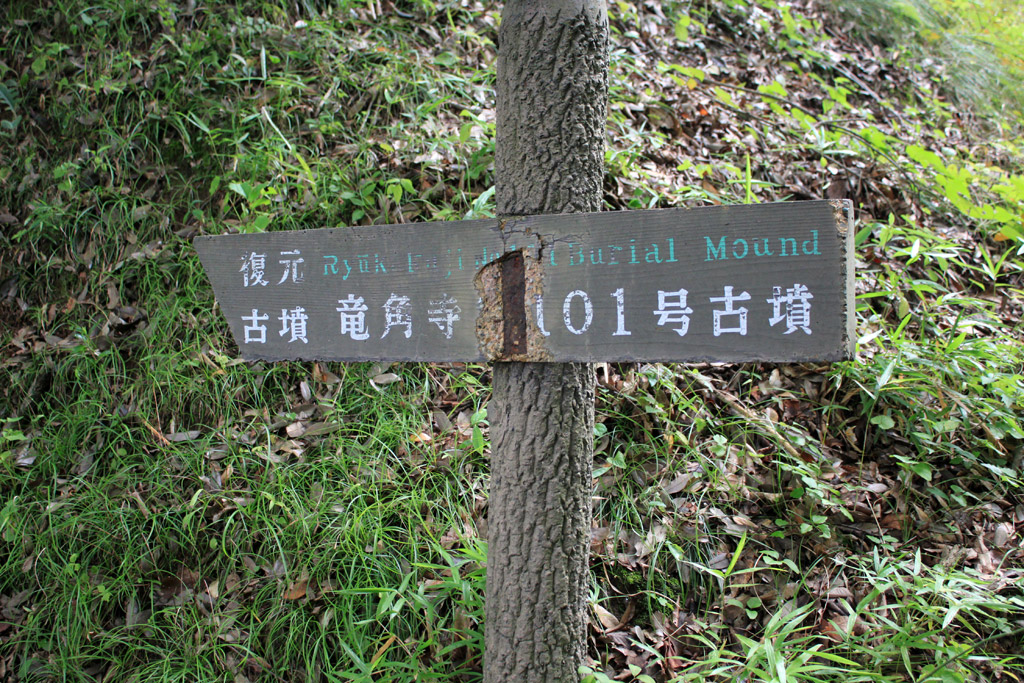 復元
古墳
Burial Mound
竜角寺 101号古墳